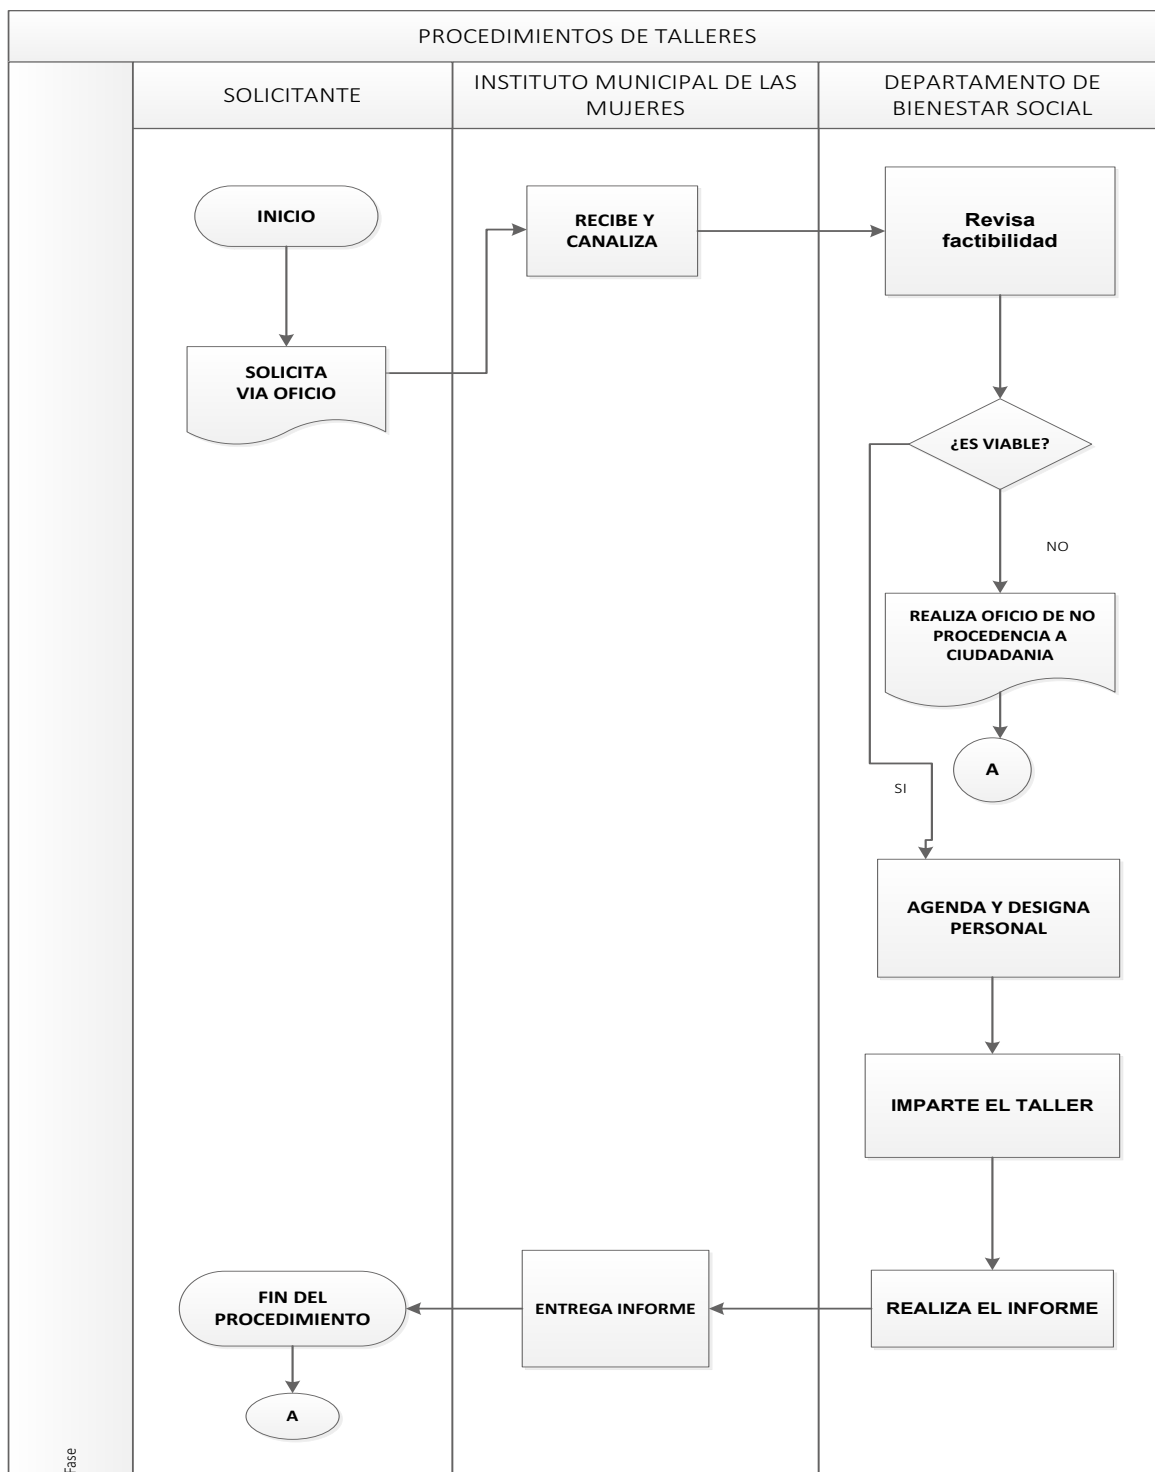 PROCEDIMIENTOS DE TALLERES
SOLICITANTE
INSTITUTO MUNICIPAL DE LAS
MUJERES
DEPARTAMENTO DE
BIENESTAR SOCIAL
INICIO
RECIBE Y
CANALIZA
Revisa
factibilidad
SOLICITA
VIA OFICIO
¿ES VIABLE?
NO
REALIZA OFICIO DE NO
PROCEDENCIA A
CIUDADANIA
A
SI
AGENDA Y DESIGNA
PERSONAL
IMPARTE EL TALLER
FIN DEL
PROCEDIMIENTO
ENTREGA INFORME
REALIZA EL INFORME
A
Fase